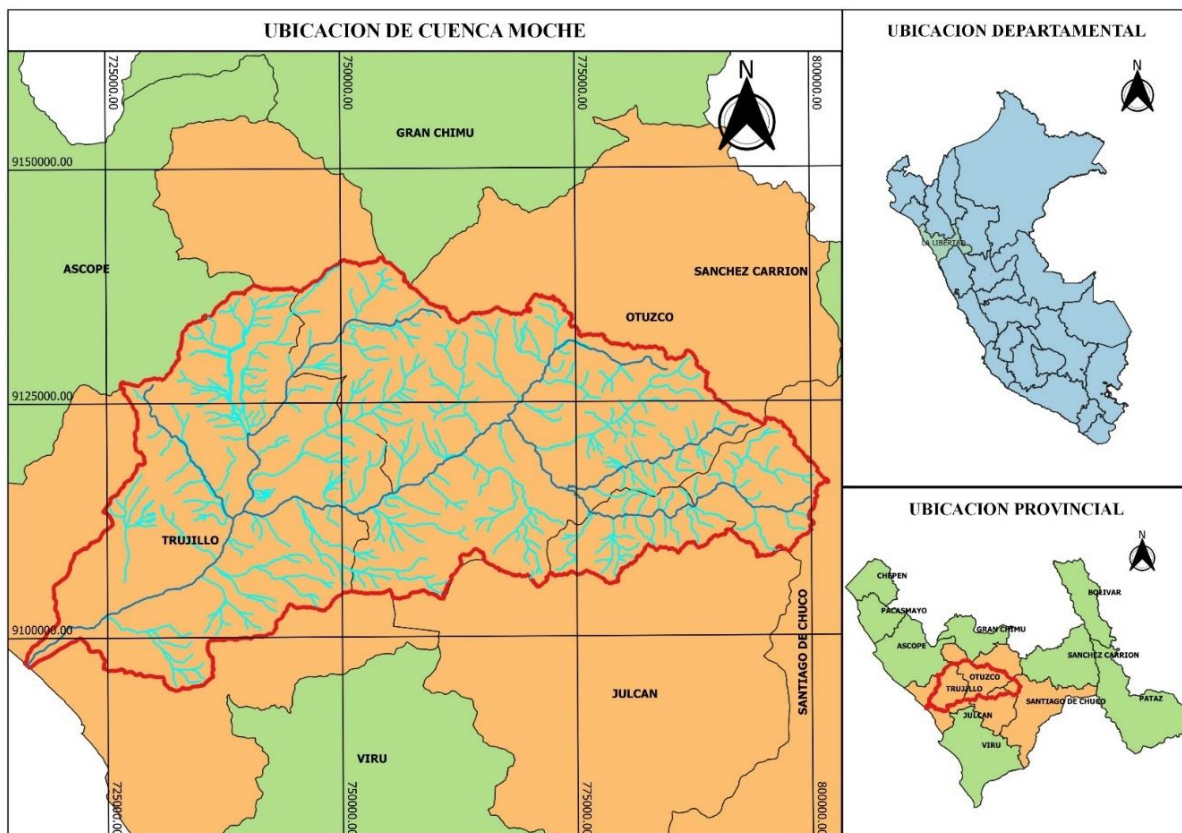 UBICACION DE CUENCA MOCHE
725000.00
750000.00
775000.00
800000.00
N
GRAN CHIMU
9150000.00
ASCOPE
SANCHEZ CARRION
OTUZCO
9125000.00
TRUJILLO
9100000.00
SANTIAGO DE CHUCO
JULCAN
VIRU
725000.00
750000.00
775000.00
800000.00
UBICACION DEPARTAMENTAL
N
LA LIBERTAD
UBICACION PROVINCIAL
N
CHEPEN
BOLIVAR
PACASMAYO
GRAN CHIMU
ASCOPE
SANCHEZ CARRION
OTUZCO
TRUJILLO
PATAZ
SANTIAGO DE CHUCO
JULCAN
VIRU